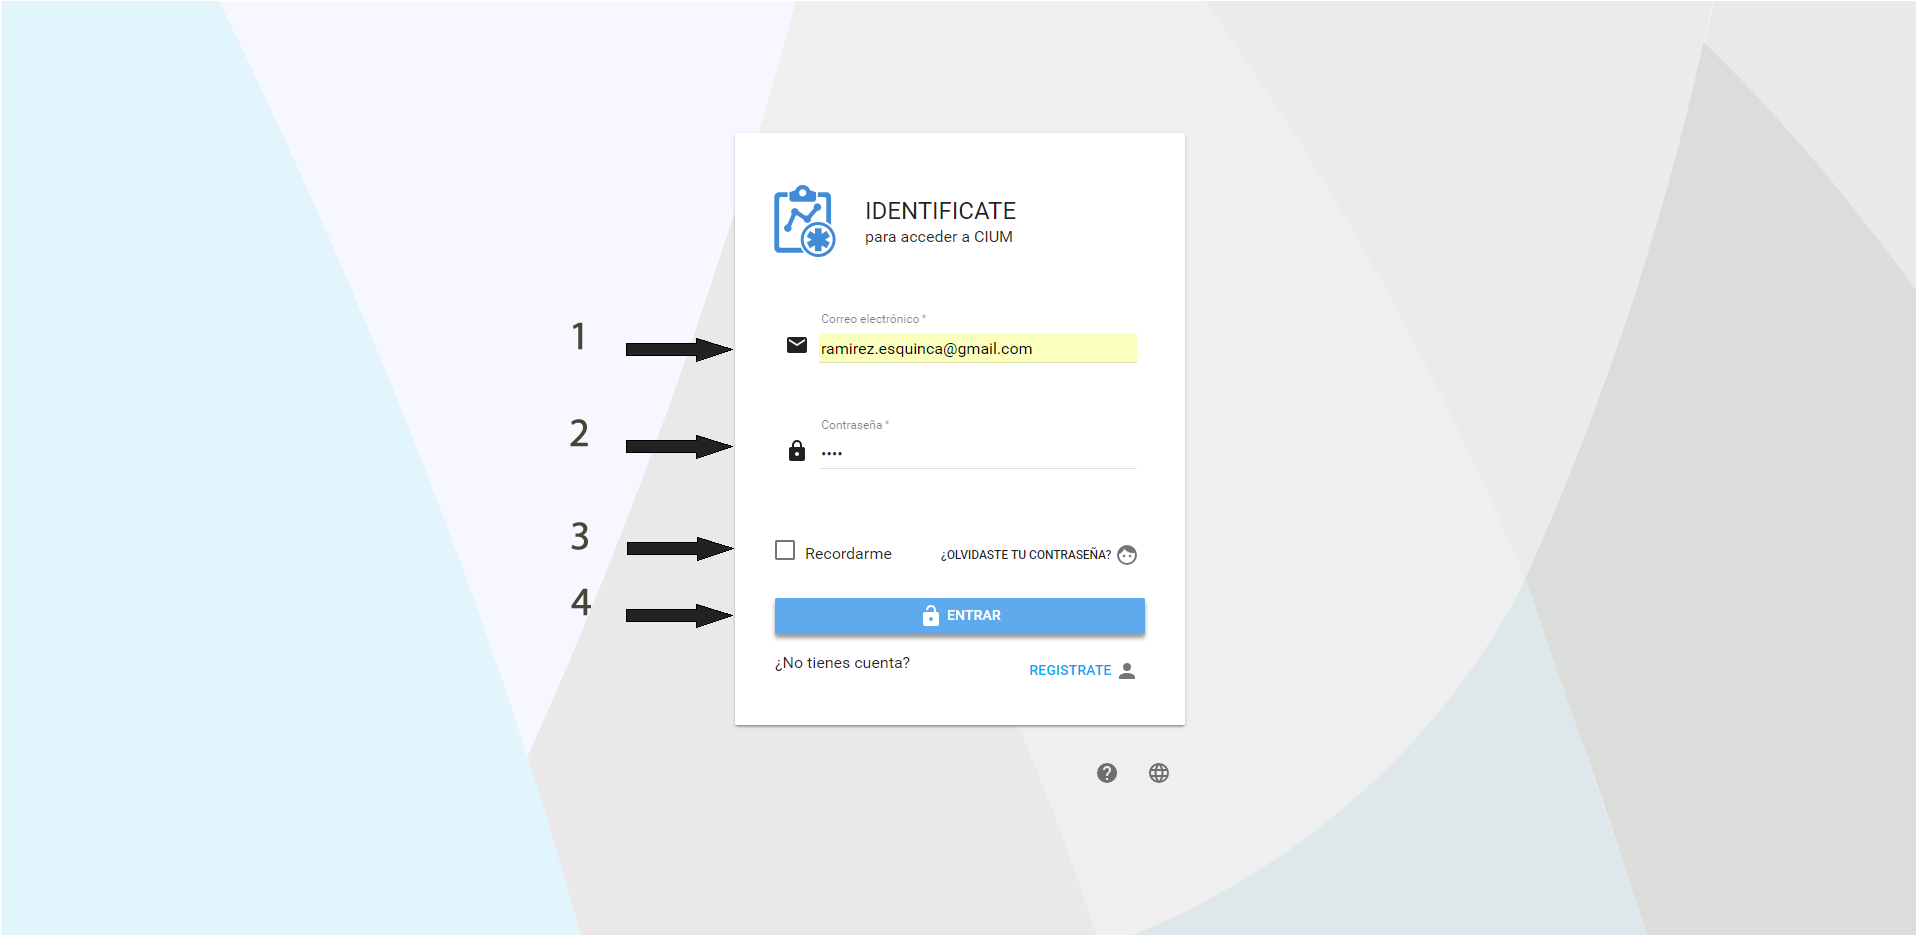 IDENTIFICATE
para acceder a CIUM
Correo electrónico *
1
ramirez.esquinca@gmail.com
Contraseña *
2
••••
3
Recordarme
¿OLVIDASTE TU CONTRASEÑA?
4
ENTRAR
¿No tienes cuenta?
REGISTRATE
?